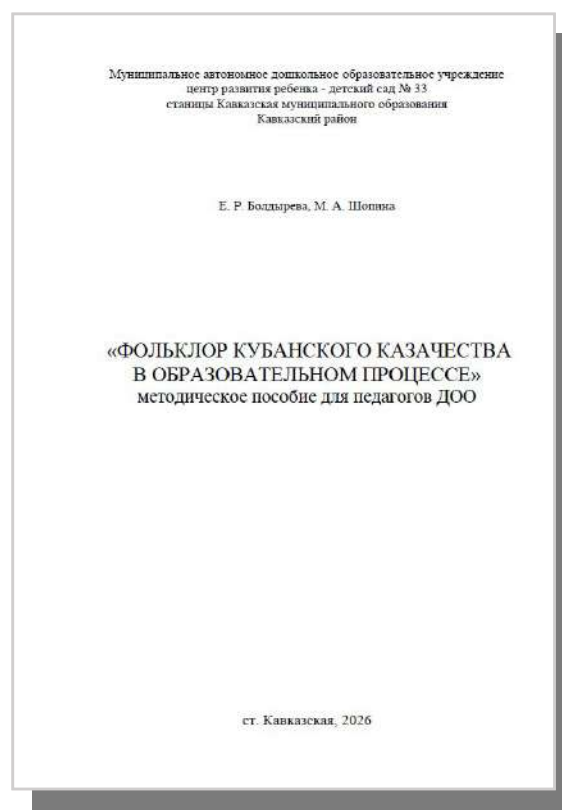 Муниципальное автономное дошкольное образовательное учреждение
центр развития ребенка - детский сад № 33
станицы Кавказская муниципального образования
Кавказский район
Е. Р. Болдырева, М. А. Шопина
«ФОЛЬКЛОР КУБАНСКОГО КАЗАЧЕСТВА
В ОБРАЗОВАТЕЛЬНОМ ПРОЦЕССЕ»
методическое пособие для педагогов ДОО
ст. Кавказская, 2026